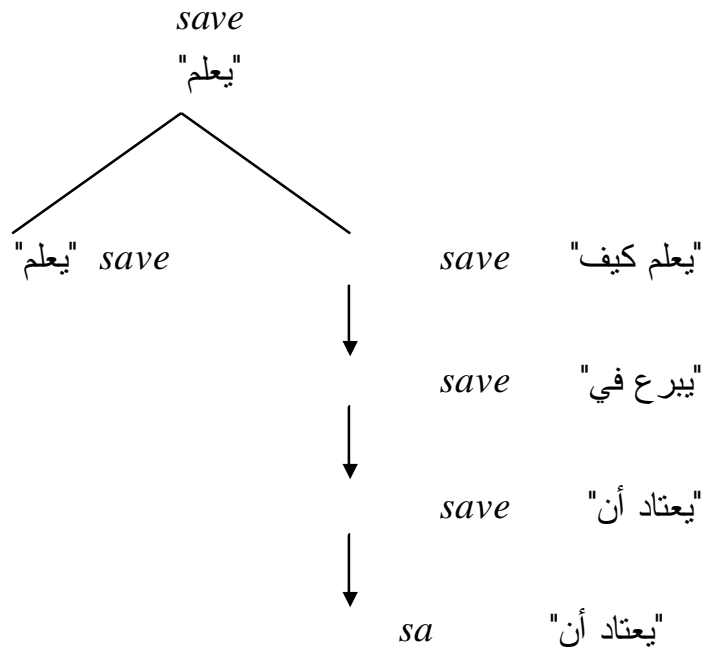 save
"يعلم"
"يعلم" save
save "يعلم كيف"
save "يبرع في"
save "يعتاد أن"
sa "يعتاد أن"